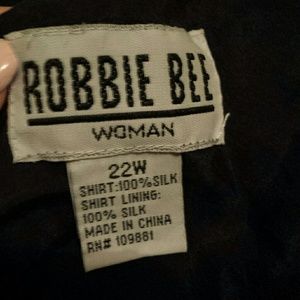 ROBBIE BEE
WOMAN
22W
SHIRT:100% SILK
SHIRT LINING:
100% SILK
MADE IN CHINA
RN# 109881